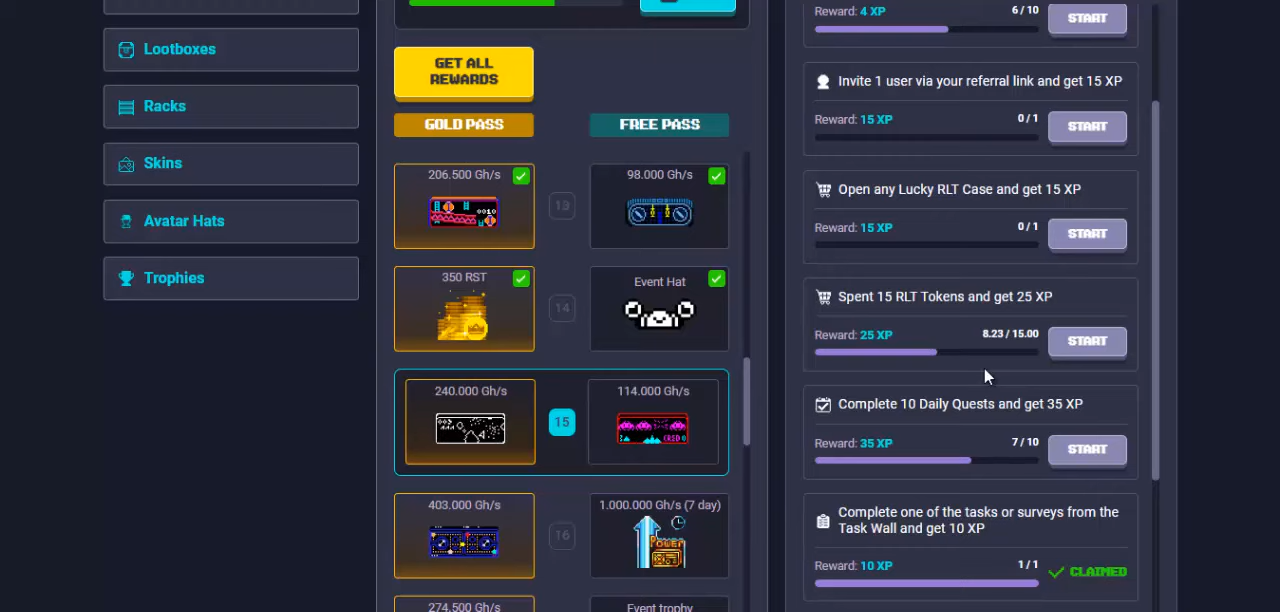 Lootboxes
Racks
Skins
Avatar Hats
Trophies
GET ALL
REWARDS
GOLD PASS
FREE PASS
206.500 Gh/s
13
98.000 Gh/s
350 RST
14
Event Hat
240.000 Gh/s
15
114.000 Gh/s
403.000 Gh/s
16
1.000.000 Gh/s (7 day)
POWER
274.500 Gh/s
Event trophy
Reward: 4 XP
6 / 10
START
Invite 1 user via your referral link and get 15 XP
Reward: 15 XP
0 / 1
START
Open any Lucky RLT Case and get 15 XP
Reward: 15 XP
0 / 1
START
Spent 15 RLT Tokens and get 25 XP
Reward: 25 XP
8.23 / 15.00
START
Complete 10 Daily Quests and get 35 XP
Reward: 35 XP
7 / 10
START
Complete one of the tasks or surveys from the
Task Wall and get 10 XP
Reward: 10 XP
1 / 1
CLAIMED